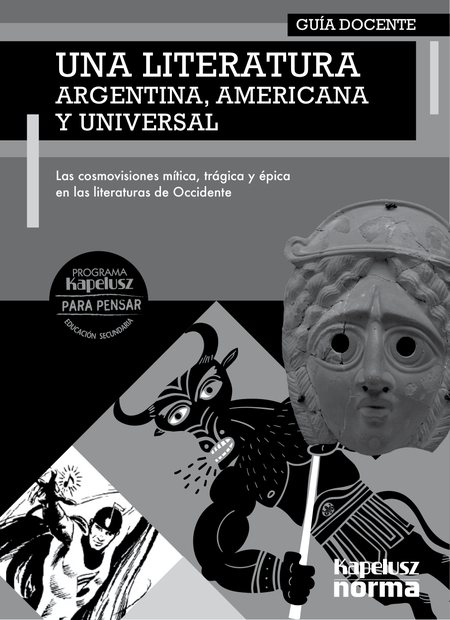 GUÍA DOCENTE
UNA LITERATURA
ARGENTINA, AMERICANA
Y UNIVERSAL
Las cosmovisiones mítica, trágica y épica
en las literaturas de Occidente
PROGRAMA
Kapelusz
PARA PENSAR
EDUCACIÓN SECUNDARIA
Kapelusz
norma